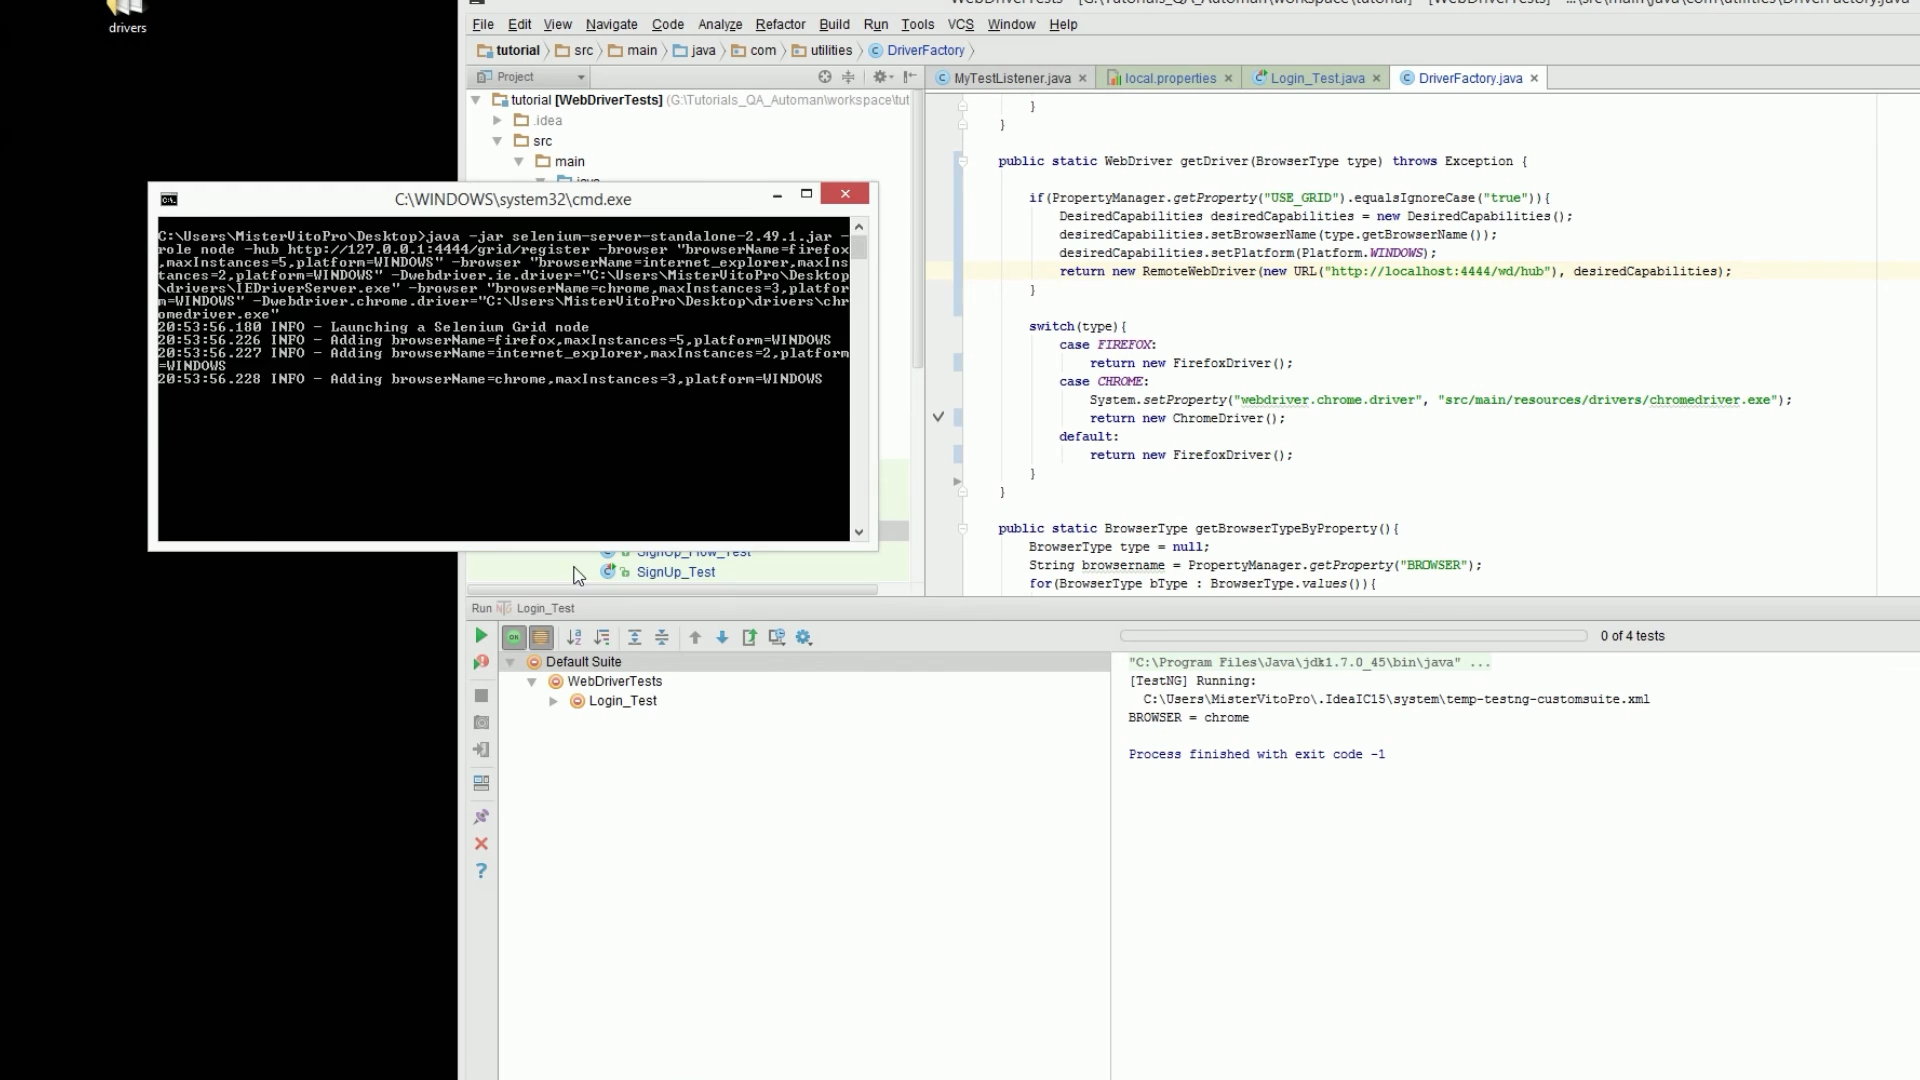 drivers
File Edit View Navigate Code Analyze Refactor Build Run Tools VCS Window Help
tutorial src main java com utilities DriverFactory
Project
MyTestListener.java local.properties Login_Test.java DriverFactory.java
tutorial [WebDriverTests] (G:\Tutorials_QA_Automan\workspace\tut
.idea
src
main
C:\WINDOWS\system32\cmd.exe
C:\Users\MisterVitoPro\Desktop>java -jar selenium-server-standalone-2.49.1.jar -
role node -hub http://127.0.0.1:4444/grid/register -browser "browserName=firefox
,maxInstances=5,platform=WINDOWS" -browser "browserName=internet_explorer,maxIns
tances=2,platform=WINDOWS" -Dwebdriver.ie.driver="C:\Users\MisterVitoPro\Desktop
\drivers\IEDriverServer.exe" -browser "browserName=chrome,maxInstances=3,platfor
m=WINDOWS" -Dwebdriver.chrome.driver="C:\Users\MisterVitoPro\Desktop\drivers\chr
omedriver.exe"
20:53:56.180 INFO - Launching a Selenium Grid node
20:53:56.226 INFO - Adding browserName=firefox,maxInstances=5,platform=WINDOWS
20:53:56.227 INFO - Adding browserName=internet_explorer,maxInstances=2,platform
=WINDOWS
20:53:56.228 INFO - Adding browserName=chrome,maxInstances=3,platform=WINDOWS
SignUp_Flow_Test
SignUp_Test
}
}
public static WebDriver getDriver(BrowserType type) throws Exception {
if(PropertyManager.getProperty("USE_GRID").equalsIgnoreCase("true")){
DesiredCapabilities desiredCapabilities = new DesiredCapabilities();
desiredCapabilities.setBrowserName(type.getBrowserName());
desiredCapabilities.setPlatform(Platform.WINDOWS);
return new RemoteWebDriver(new URL("http://localhost:4444/wd/hub"), desiredCapabilities);
}
switch(type){
case FIREFOX:
return new FirefoxDriver();
case CHROME:
System.setProperty("webdriver.chrome.driver", "src/main/resources/drivers/chromedriver.exe");
return new ChromeDriver();
default:
return new FirefoxDriver();
}
}
public static BrowserType getBrowserTypeByProperty(){
BrowserType type = null;
String browsername = PropertyManager.getProperty("BROWSER");
for(BrowserType bType : BrowserType.values()){
Run Login_Test
0 of 4 tests
Default Suite
WebDriverTests
Login_Test
"C:\Program Files\Java\jdk1.7.0_45\bin\java" ...
[TestNG] Running:
C:\Users\MisterVitoPro\.IdeaIC15\system\temp-testng-customsuite.xml
BROWSER = chrome
Process finished with exit code -1